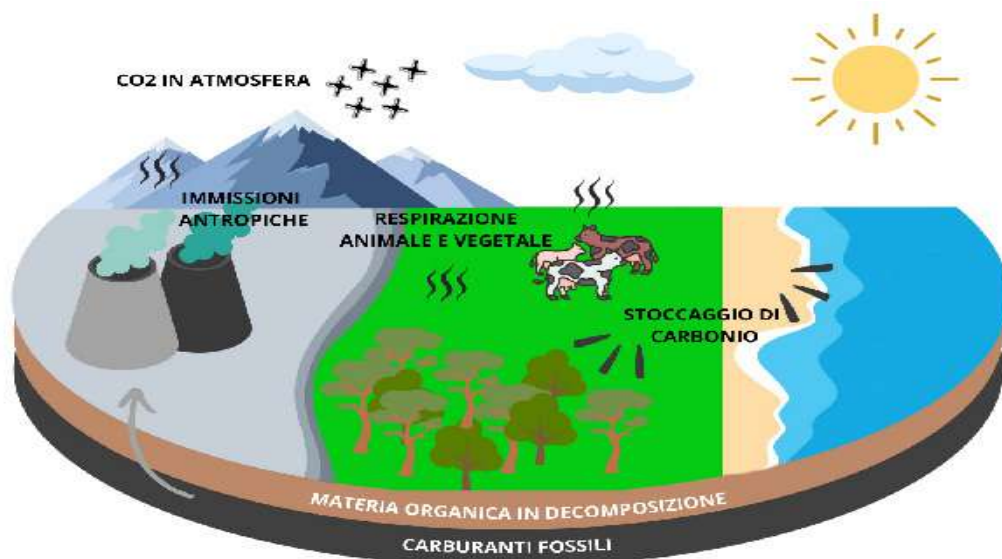 CO2 IN ATMOSFERA
IMMISSIONI
ANTROPICHE
RESPIRAZIONE
ANIMALE E VEGETALE
STOCCAGGIO DI
CARBONIO
MATERIA ORGANICA IN DECOMPOSIZIONE
CARBURANTI FOSSILI